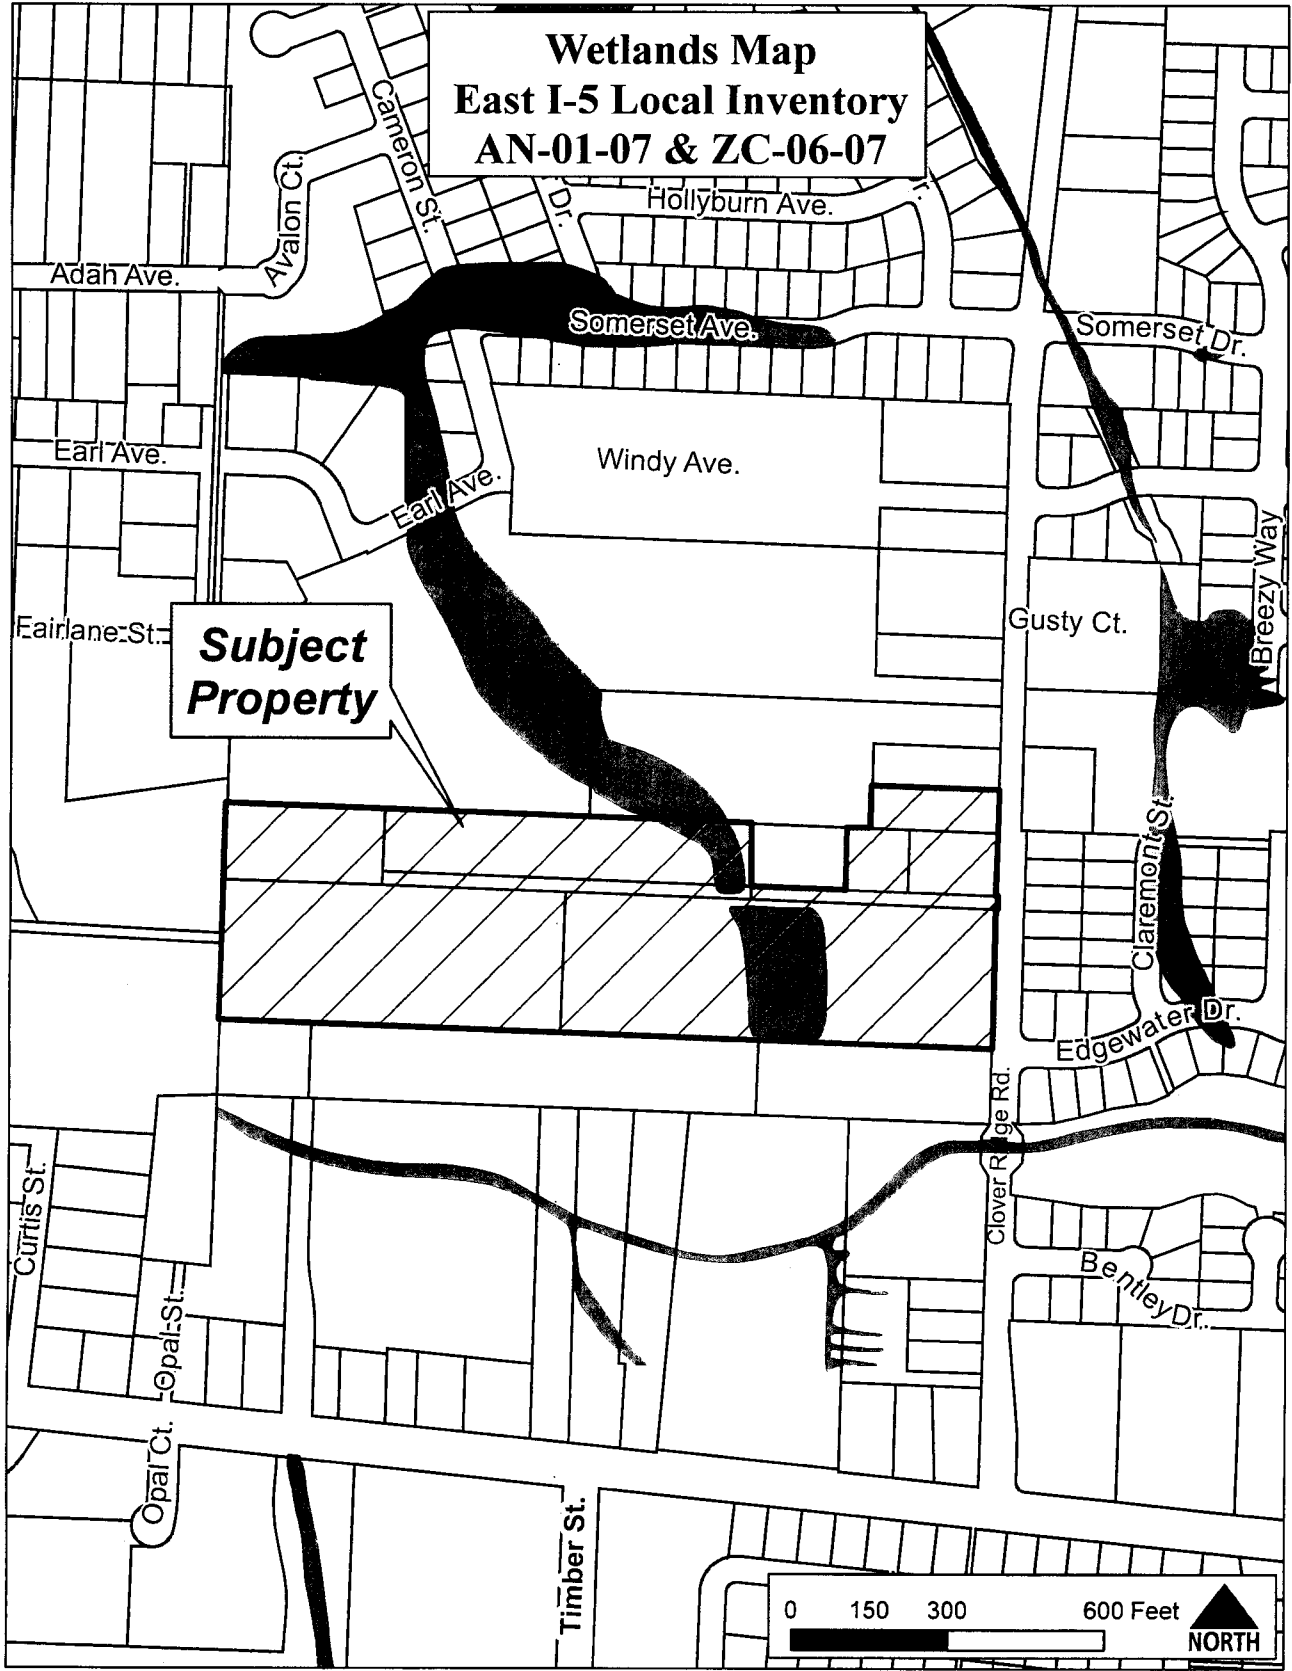 Wetlands Map
East I-5 Local Inventory
AN-01-07 & ZC-06-07
Cameron St.
Avalon Ct.
Dr.
Hollyburn Ave.
Adah Ave.
Somerset Ave.
Somerset Dr.
Earl Ave.
Earl Ave.
Windy Ave.
Breezy Way
Gusty Ct.
Fairlane St.
Subject
Property
Claremont St.
Edgewater Dr.
Clover Ridge Rd.
Curtis St.
Opal St.
Bentley Dr.
Opal Ct.
Timber St.
0 150 300 600 Feet
NORTH